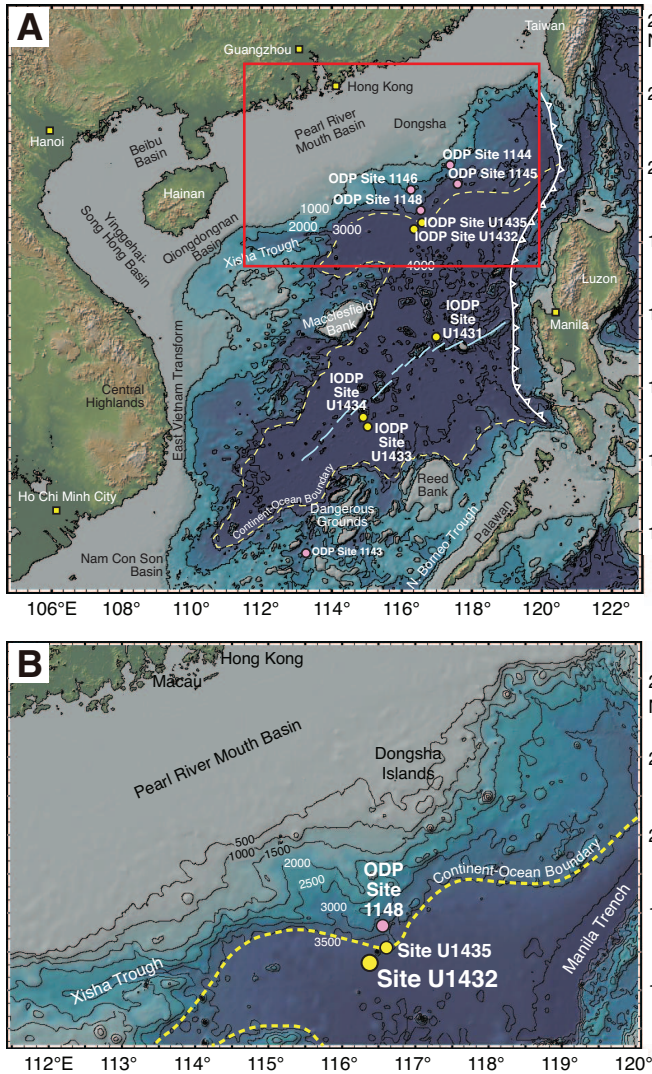 A
Taiwan
Guangzhou
Hong Kong
Pearl River
Mouth Basin
Dongsha
Hanoi
Beibu
Basin
ODP Site 1144
ODP Site 1146
ODP Site 1145
Hainan
ODP Site 1148
1000
2000
3000
IODP Site U1435
IODP Site U1432
Yinggehai-
Song Hong Basin
Qiongdongnan
Basin
Xisha Trough
4000
Luzon
Macclesfield
Bank
IODP
Site
U1431
Manila
East Vietnam Transform
Central
Highlands
IODP
Site
U1434
IODP
Site
U1433
Reed
Bank
Continent-Ocean Boundary
Dangerous
Grounds
Ho Chi Minh City
Palawan
N. Borneo Trough
ODP Site 1143
Nam Con Son
Basin
106°E 108° 110° 112° 114° 116° 118° 120° 122°
B
Hong Kong
Macau
Pearl River Mouth Basin
Dongsha
Islands
500
1000
1500
2000
2500
3000
3500
ODP
Site
1148
Continent-Ocean Boundary
Site U1435
Site U1432
Xisha Trough
Manila Trench
112°E 113° 114° 115° 116° 117° 118° 119° 120°